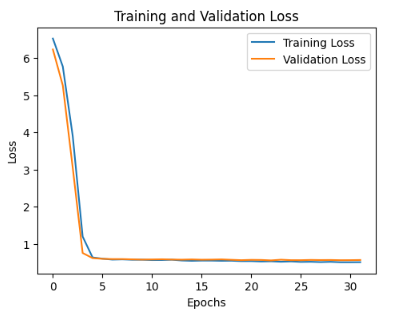 Training and Validation Loss
Training Loss
Validation Loss
6
5
4
3
2
1
Loss
0 5 10 15 20 25 30
Epochs